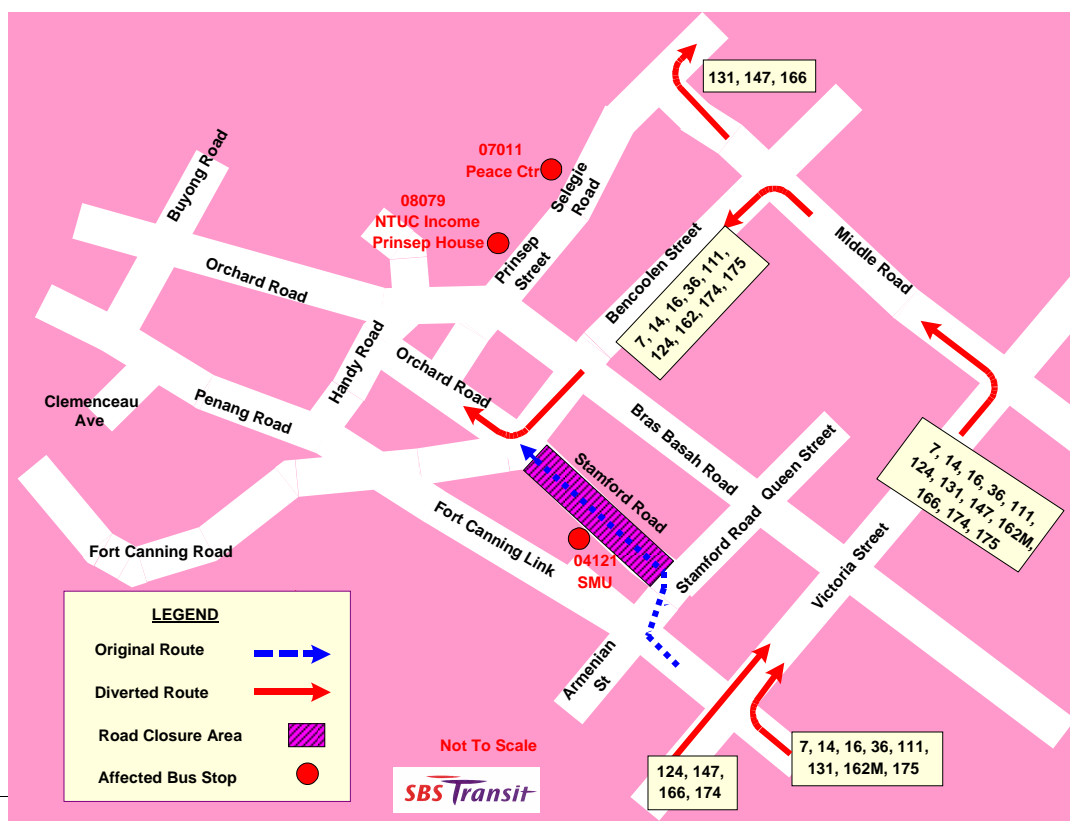 131, 147, 166
07011
Peace Ctr
Selegie
Road
Buyong Road
08079
NTUC Income
Prinsep House
Prinsep
Street
Bencoolen Street
Middle Road
Orchard Road
7, 14, 16, 36, 111,
124, 162, 174, 175
Handy Road
Orchard Road
Clemenceau
Ave
Penang Road
Bras Basah Road
Queen Street
Stamford Road
Stamford Road
7, 14, 16, 36, 111,
124, 131, 147, 162M,
166, 174, 175
Fort Canning Road
Fort Canning Link
04121
SMU
Victoria Street
Armenian
St
LEGEND
Original Route
Diverted Route
Road Closure Area
Affected Bus Stop
Not To Scale
SBS Transit
124, 147,
166, 174
7, 14, 16, 36, 111,
131, 162M, 175